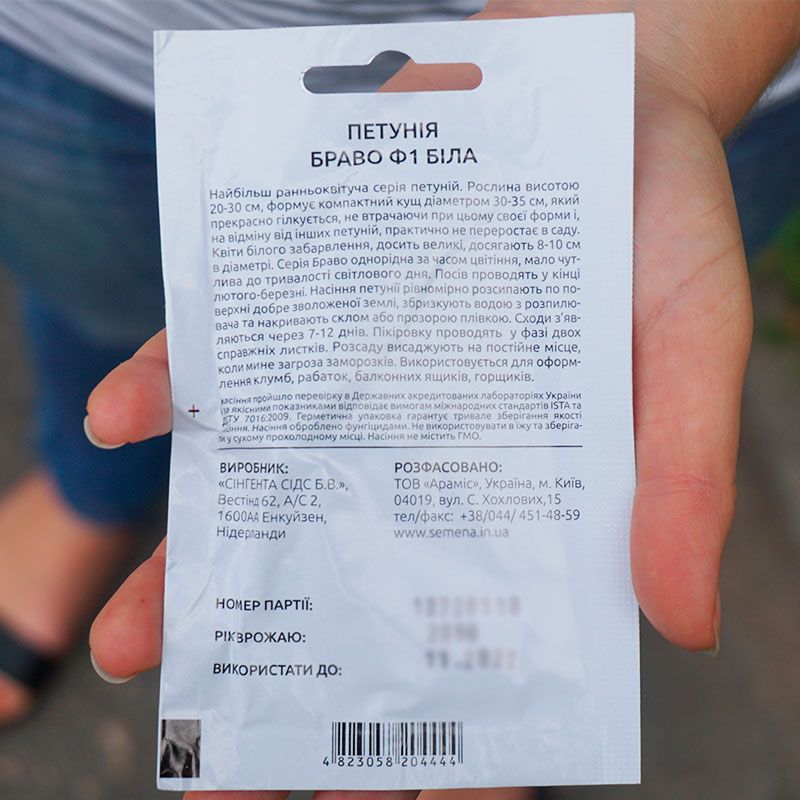 ПЕТУНІЯ
БРАВО Ф1 БІЛА
Найбільш ранньоквітуча серія петуній. Рослина висотою
20-30 см, формує компактний кущ діаметром 30-35 см, який
прекрасно гілкується, не втрачаючи при цьому своєї форми і,
на відміну від інших петуній, практично не переростає в саду.
Квіти білого забарвлення, досить великі, досягають 8-10 см
в діаметрі. Серія Браво однорідна за часом цвітіння, мало чут-
лива до тривалості світлового дня. Посів проводять у кінці
лютого-березні. Насіння петунії рівномірно розсипають по по-
верхні добре зволоженої землі, збризкують водою з розпилю-
вача та накривають склом або прозорою плівкою. Сходи з'яв-
ляються через 7-12 днів. Пікіровку проводять у фазі двох
справжніх листків. Розсаду висаджують на постійне місце,
коли мине загроза заморозків. Використовується для оформ-
лення клумб, рабаток, балконних ящиків, горщиків.
насіння пройшло перевірку в Державних акредитованих лабораторіях України
за якісними показниками відповідає вимогам міжнародних стандартів ISTA та
ДСТУ 7016:2009. Герметична упаковка гарантує тривале зберігання якості
насіння. Насіння оброблено фунгіцидами. Не використовувати в їжу та зберіга-
ти у сухому прохолодному місці. Насіння не містить ГМО.
ВИРОБНИК:
«СІНГЕНТА СІДС Б.В.»,
Вестінд 62, А/С 2,
1600АА Енкуйзен,
Нідерланди
РОЗФАСОВАНО:
ТОВ «Араміс», Україна, м. Київ,
04019, вул. С. Хохлових,15
тел/факс: +38/044/ 451-48-59
www.semena.in.ua
НОМЕР ПАРТІЇ:
РІК ВРОЖАЮ:
ВИКОРИСТАТИ ДО:
4 823058 204444